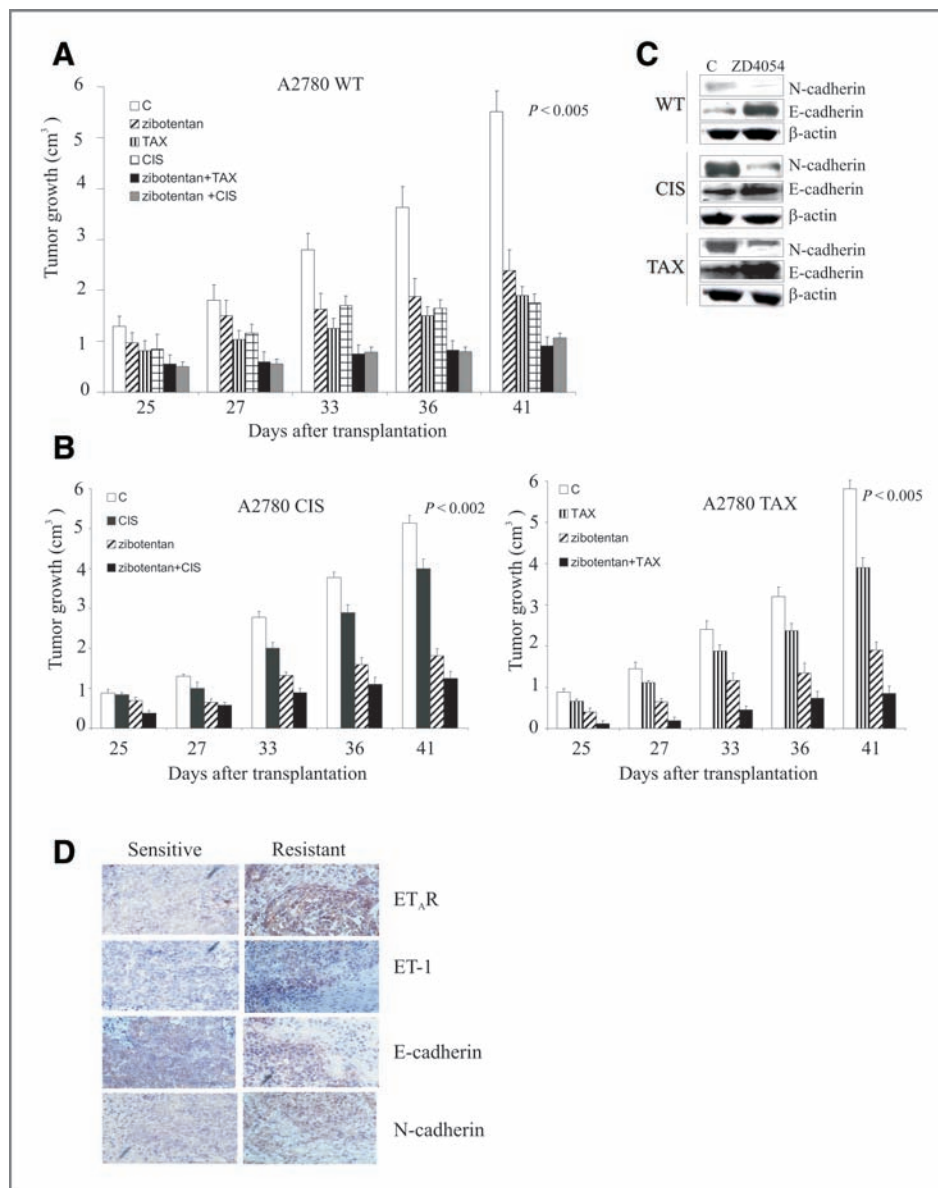 A
A2780 WT
Tumor growth (cm³)
6
5
4
3
2
1
0
C
zibotentan
TAX
CIS
zibotentan+TAX
zibotentan +CIS
P < 0.005
25 27 33 36 41
Days after transplantation
C
C ZD4054
WT
N-cadherin
E-cadherin
β-actin
CIS
N-cadherin
E-cadherin
β-actin
TAX
N-cadherin
E-cadherin
β-actin
B
A2780 CIS
Tumor growth (cm³)
6
5
4
3
2
1
0
C
CIS
zibotentan
zibotentan+CIS
P < 0.002
25 27 33 36 41
Days after transplantation
A2780 TAX
Tumor growth (cm³)
6
5
4
3
2
1
0
C
TAX
zibotentan
zibotentan+TAX
P < 0.005
25 27 33 36 41
Days after transplantation
D
Sensitive Resistant
ET_AR
ET-1
E-cadherin
N-cadherin